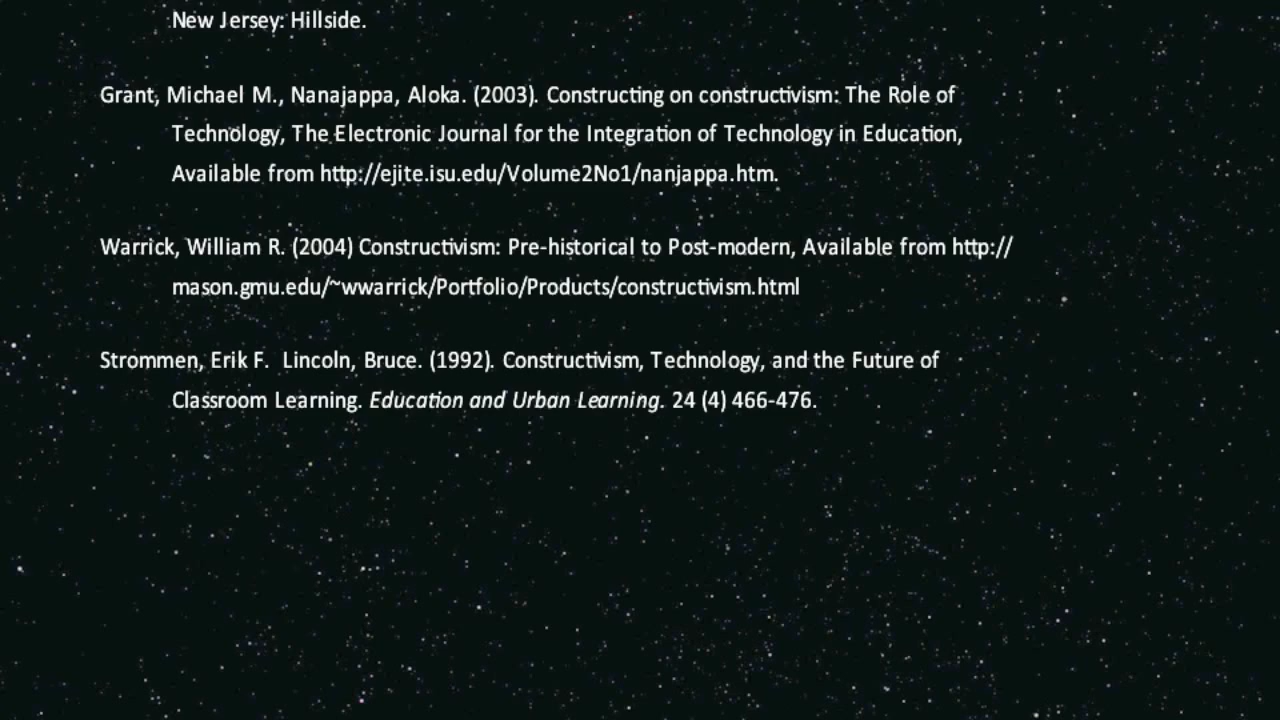 New Jersey: Hillside.
Grant, Michael M., Nanajappa, Aloka. (2003). Constructing on constructivism: The Role of
Technology, The Electronic Journal for the Integration of Technology in Education,
Available from http://ejite.isu.edu/Volume2No1/nanjappa.htm.
Warrick, William R. (2004) Constructivism: Pre-historical to Post-modern, Available from http://
mason.gmu.edu/~wwarrick/Portfolio/Products/constructivism.html
Strommen, Erik F.  Lincoln, Bruce. (1992). Constructivism, Technology, and the Future of
Classroom Learning. Education and Urban Learning. 24 (4) 466-476.